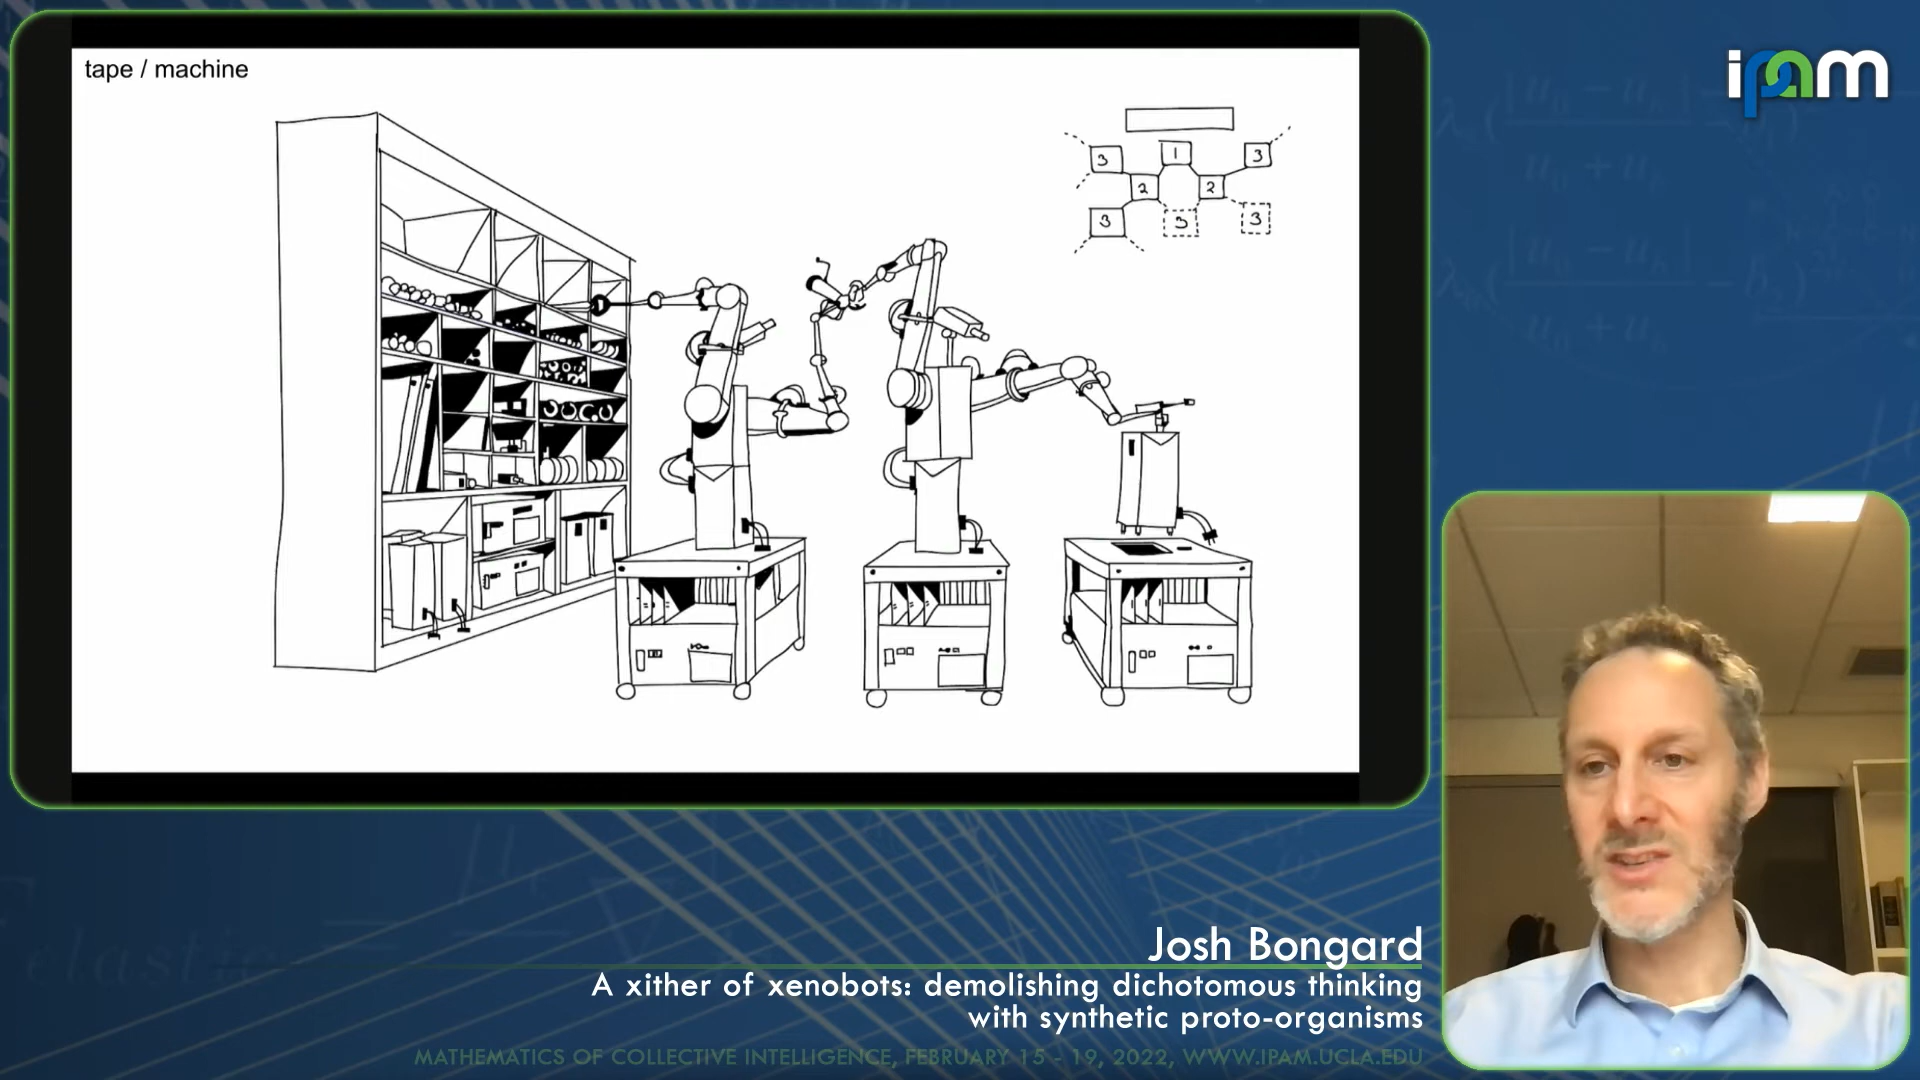 tape / machine
3
1
3
2
2
3
3
3
ipam
Josh Bongard
A xither of xenobots: demolishing dichotomous thinking
with synthetic proto-organisms
MATHEMATICS OF COLLECTIVE INTELLIGENCE, FEBRUARY 15 - 19, 2022, WWW.IPAM.UCLA.EDU